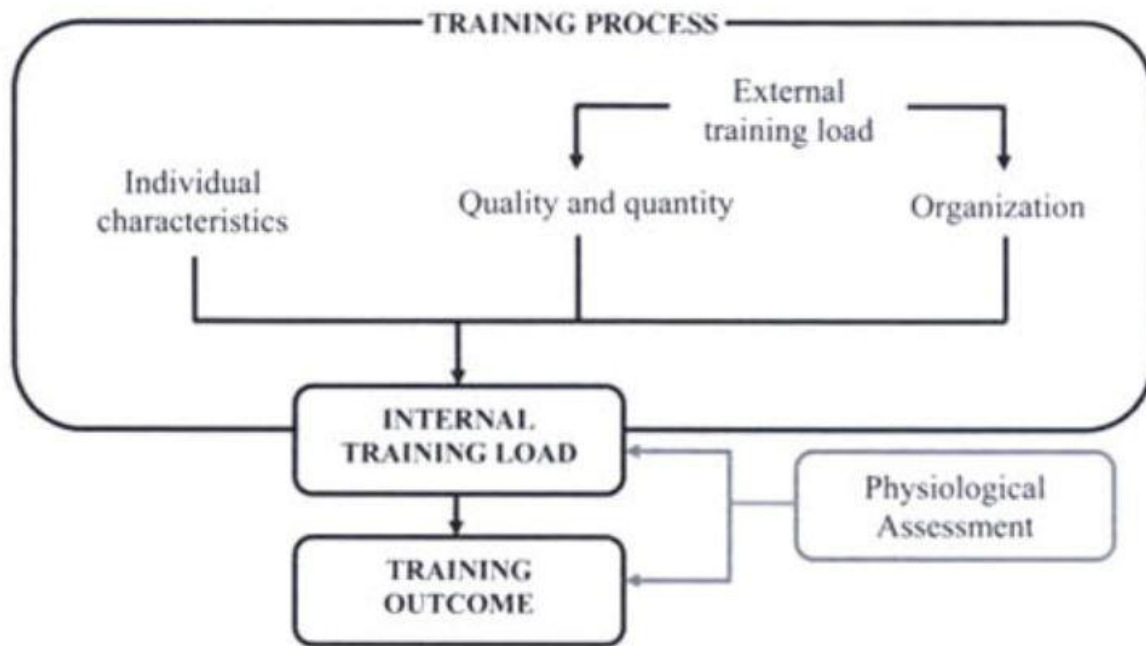 TRAINING PROCESS
External
training load
Individual
characteristics
Quality and quantity
Organization
INTERNAL
TRAINING LOAD
Physiological
Assessment
TRAINING
OUTCOME